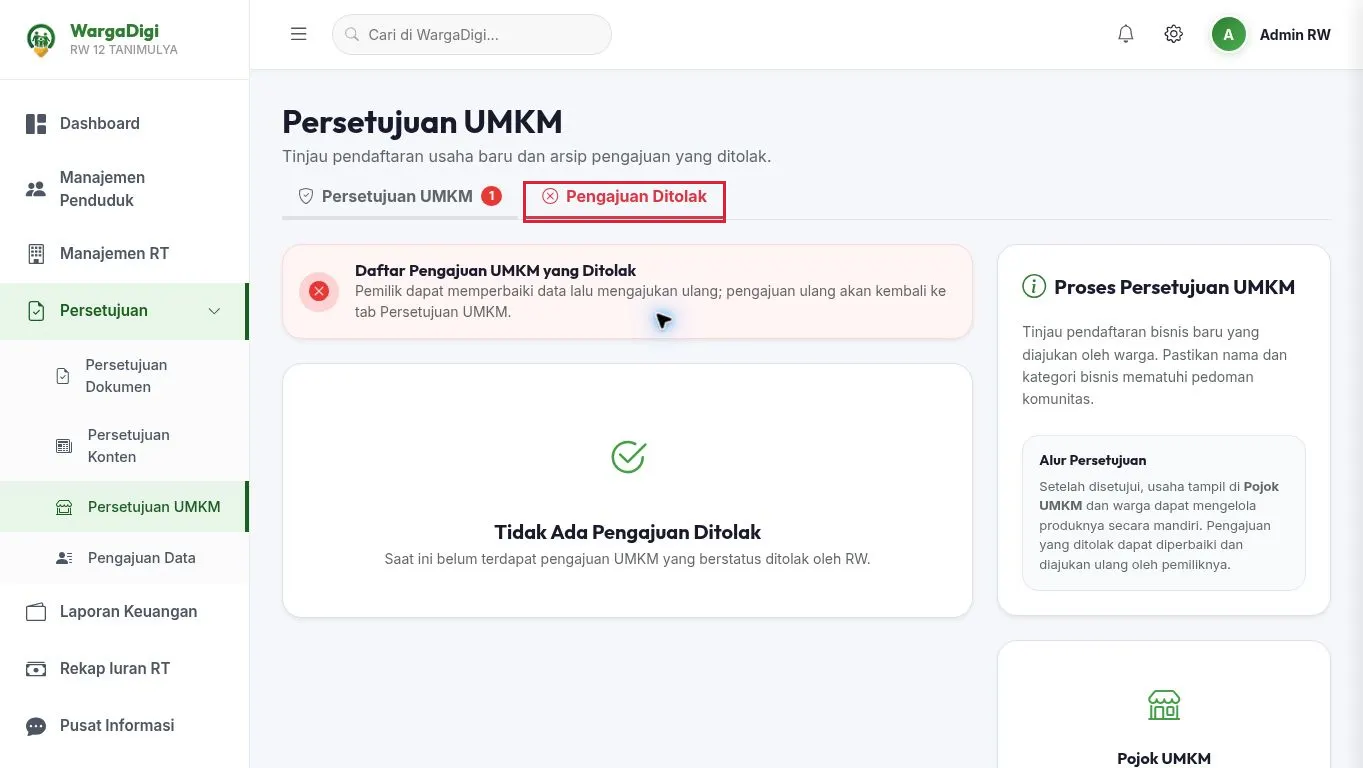 WargaDigi
RW 12 TANIMULYA
Cari di WargaDigi...
A
Admin RW
Dashboard
Manajemen
Penduduk
Manajemen RT
Persetujuan
Persetujuan
Dokumen
Persetujuan
Konten
Persetujuan UMKM
Pengajuan Data
Laporan Keuangan
Rekap Iuran RT
Pusat Informasi
Persetujuan UMKM
Tinjau pendaftaran usaha baru dan arsip pengajuan yang ditolak.
Persetujuan UMKM 1
Pengajuan Ditolak
Daftar Pengajuan UMKM yang Ditolak
Pemilik dapat memperbaiki data lalu mengajukan ulang; pengajuan ulang akan kembali ke
tab Persetujuan UMKM.
Tidak Ada Pengajuan Ditolak
Saat ini belum terdapat pengajuan UMKM yang berstatus ditolak oleh RW.
Proses Persetujuan UMKM
Tinjau pendaftaran bisnis baru yang
diajukan oleh warga. Pastikan nama dan
kategori bisnis mematuhi pedoman
komunitas.
Alur Persetujuan
Setelah disetujui, usaha tampil di Pojok
UMKM dan warga dapat mengelola
produknya secara mandiri. Pengajuan
yang ditolak dapat diperbaiki dan
diajukan ulang oleh pemiliknya.
Pojok UMKM